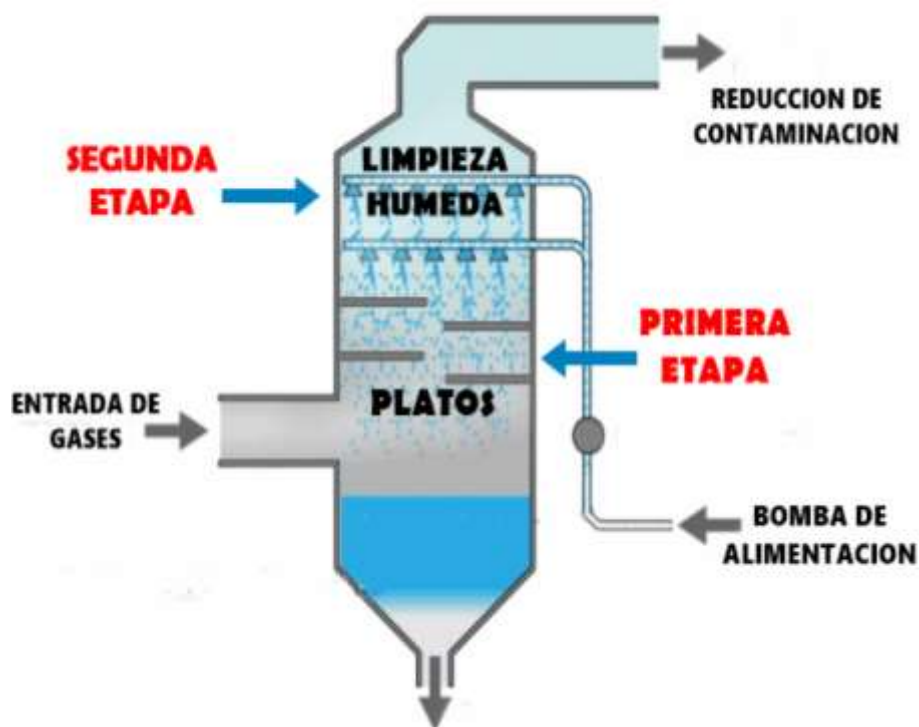 REDUCCION DE
CONTAMINACION
SEGUNDA
ETAPA
LIMPIEZA
HUMEDA
PRIMERA
ETAPA
PLATOS
ENTRADA DE
GASES
BOMBA DE
ALIMENTACION